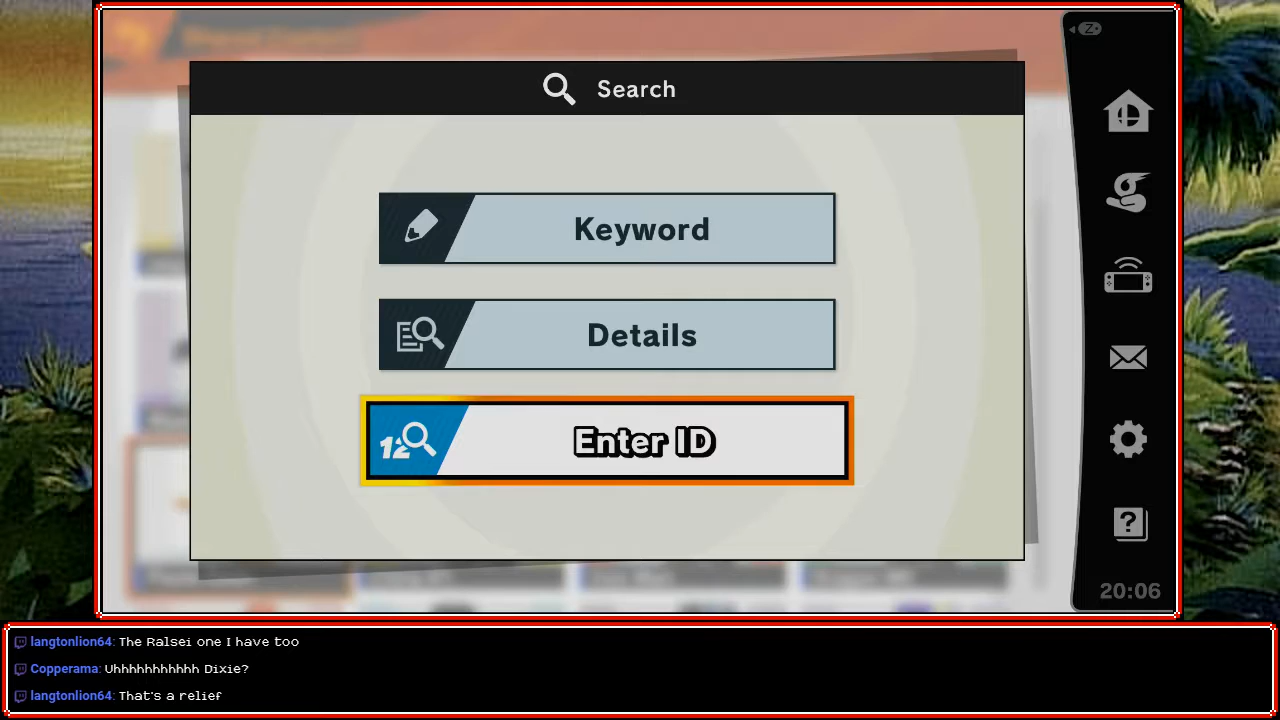 Search
Keyword
Details
12
Enter ID
Z
?
20:06
langtonlion64: The Ralsei one I have too
Copperama: Uhhhhhhhhhhh Dixie?
langtonlion64: That's a relief